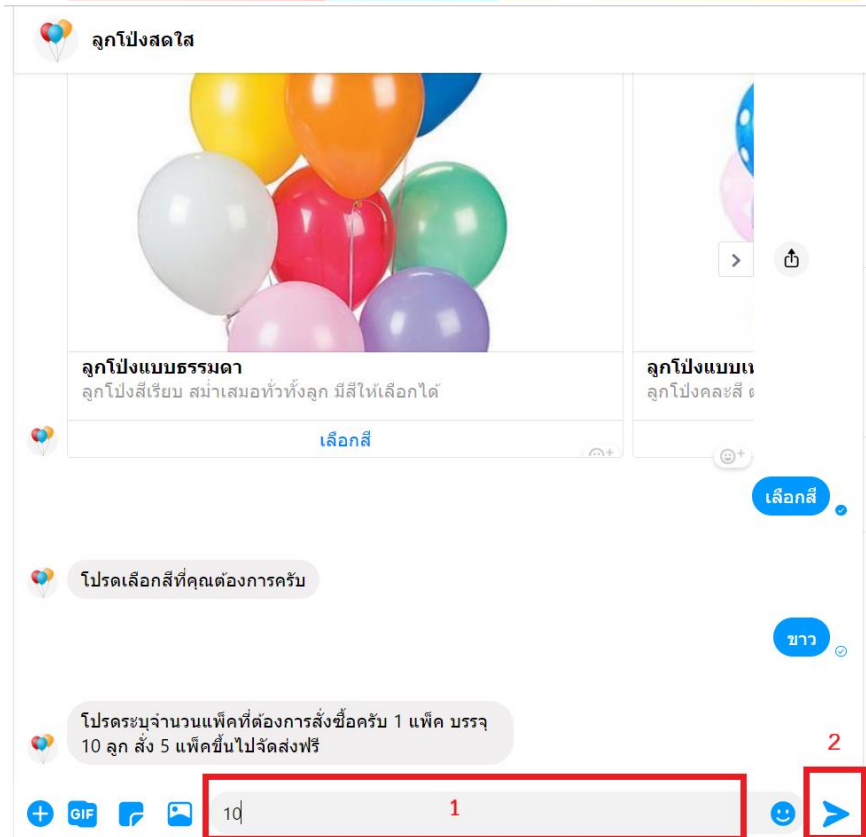 ลูกโป่งสดใส
ลูกโป่งแบบธรรมดา
ลูกโป่งสีเรียบ สม่ำเสมอทั่วทั้งลูก มีสีให้เลือกได้
เลือกสี
ลูกโป่งแบบ
ลูกโป่งคละสี
เลือกสี
โปรดเลือกสีที่คุณต้องการครับ
ขาว
โปรดระบุจำนวนแพ็คที่ต้องการสั่งซื้อครับ 1 แพ็ค บรรจุ
10 ลูก สั่ง 5 แพ็คขึ้นไปจัดส่งฟรี
2
GIF
10
1